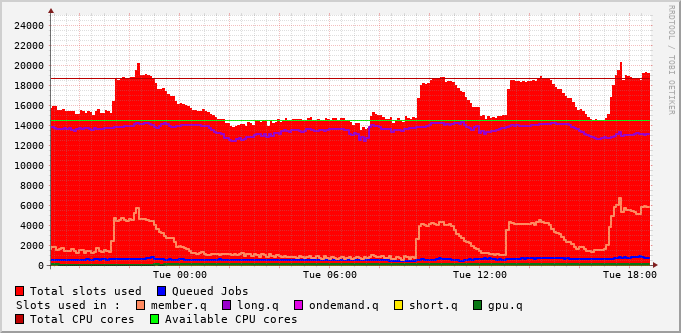 RRDTOOL / TOBI OETIKER
24000
22000
20000
18000
16000
14000
12000
10000
8000
6000
4000
2000
0
Tue 00:00 Tue 06:00 Tue 12:00 Tue 18:00
Total slots used Queued Jobs
Slots used in : member.q long.q ondemand.q short.q gpu.q
Total CPU cores Available CPU cores